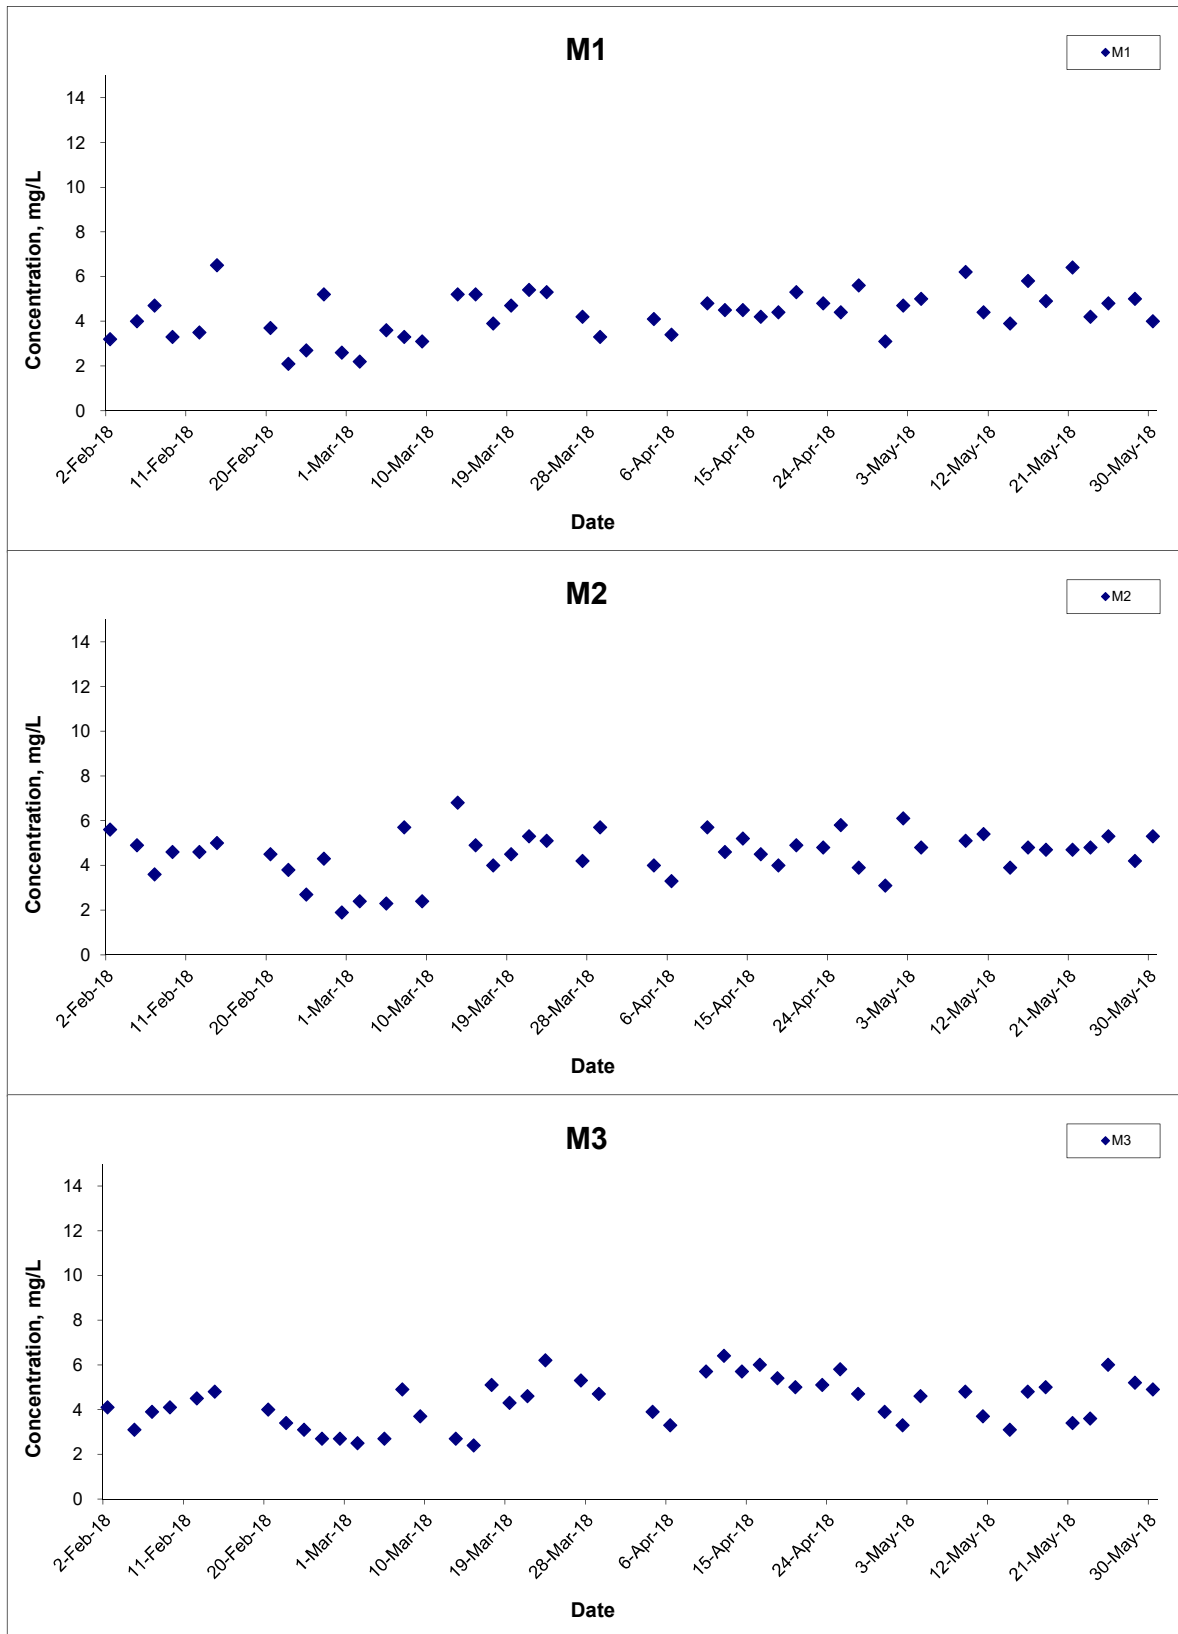 M1
M1
14
12
10
8
6
4
2
0
Concentration, mg/L
2-Feb-18
11-Feb-18
20-Feb-18
1-Mar-18
10-Mar-18
19-Mar-18
28-Mar-18
6-Apr-18
15-Apr-18
24-Apr-18
3-May-18
12-May-18
21-May-18
30-May-18
Date
M2
M2
14
12
10
8
6
4
2
0
Concentration, mg/L
2-Feb-18
11-Feb-18
20-Feb-18
1-Mar-18
10-Mar-18
19-Mar-18
28-Mar-18
6-Apr-18
15-Apr-18
24-Apr-18
3-May-18
12-May-18
21-May-18
30-May-18
Date
M3
M3
14
12
10
8
6
4
2
0
Concentration, mg/L
2-Feb-18
11-Feb-18
20-Feb-18
1-Mar-18
10-Mar-18
19-Mar-18
28-Mar-18
6-Apr-18
15-Apr-18
24-Apr-18
3-May-18
12-May-18
21-May-18
30-May-18
Date